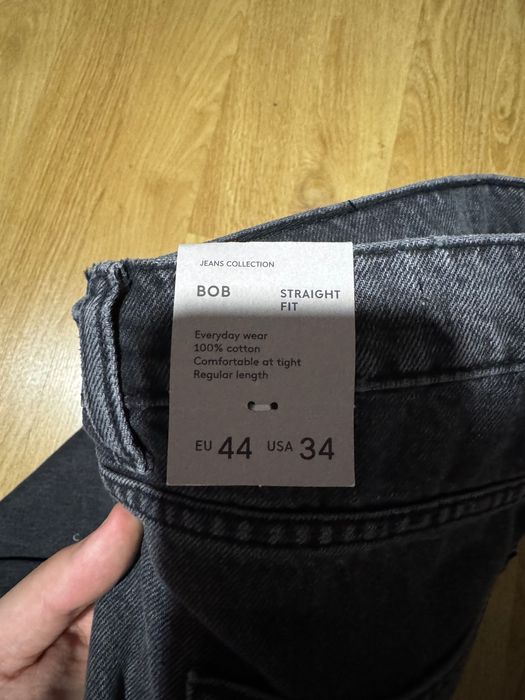 JEANS COLLECTION
BOB
STRAIGHT
FIT
Everyday wear
100% cotton
Comfortable at tight
Regular length
EU 44 USA 34